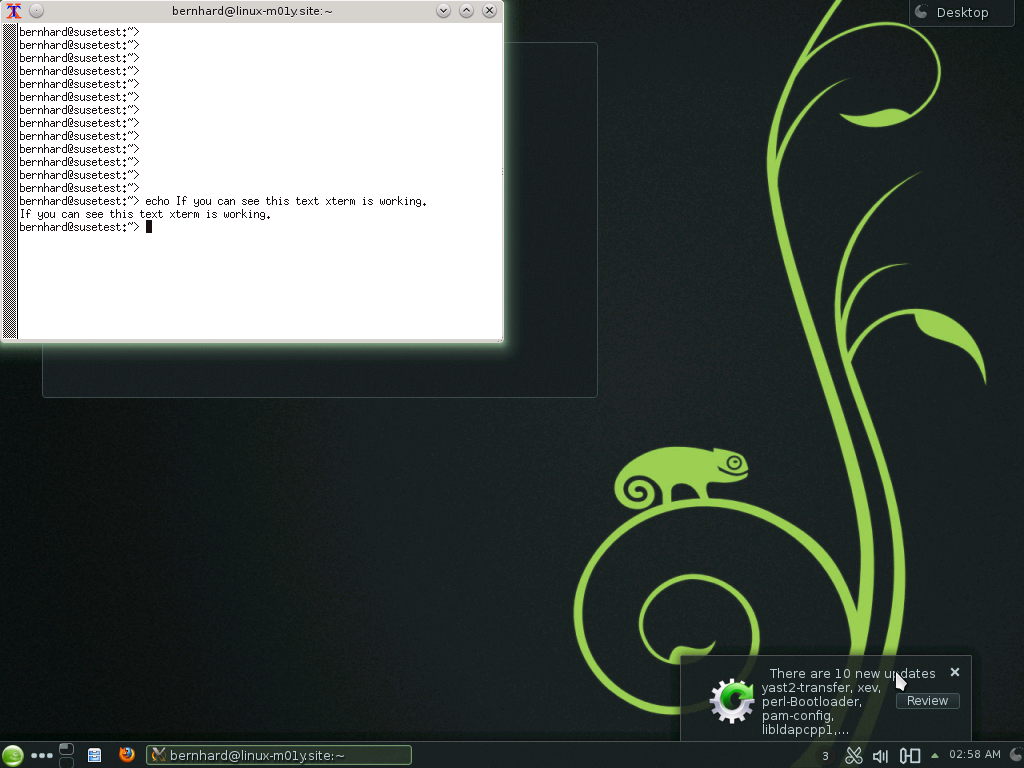 bernhard@linux-m01y.site:~
Desktop
bernhard@susetest:~>
bernhard@susetest:~>
bernhard@susetest:~>
bernhard@susetest:~>
bernhard@susetest:~>
bernhard@susetest:~>
bernhard@susetest:~>
bernhard@susetest:~>
bernhard@susetest:~>
bernhard@susetest:~>
bernhard@susetest:~>
bernhard@susetest:~>
bernhard@susetest:~>
bernhard@susetest:~> echo If you can see this text xterm is working.
If you can see this text xterm is working.
bernhard@susetest:~>
There are 10 new updates
yast2-transfer, xev,
perl-Bootloader,
pam-config,
libldapcpp1,...
Review
bernhard@linux-m01y.site:~
3
02:58 AM